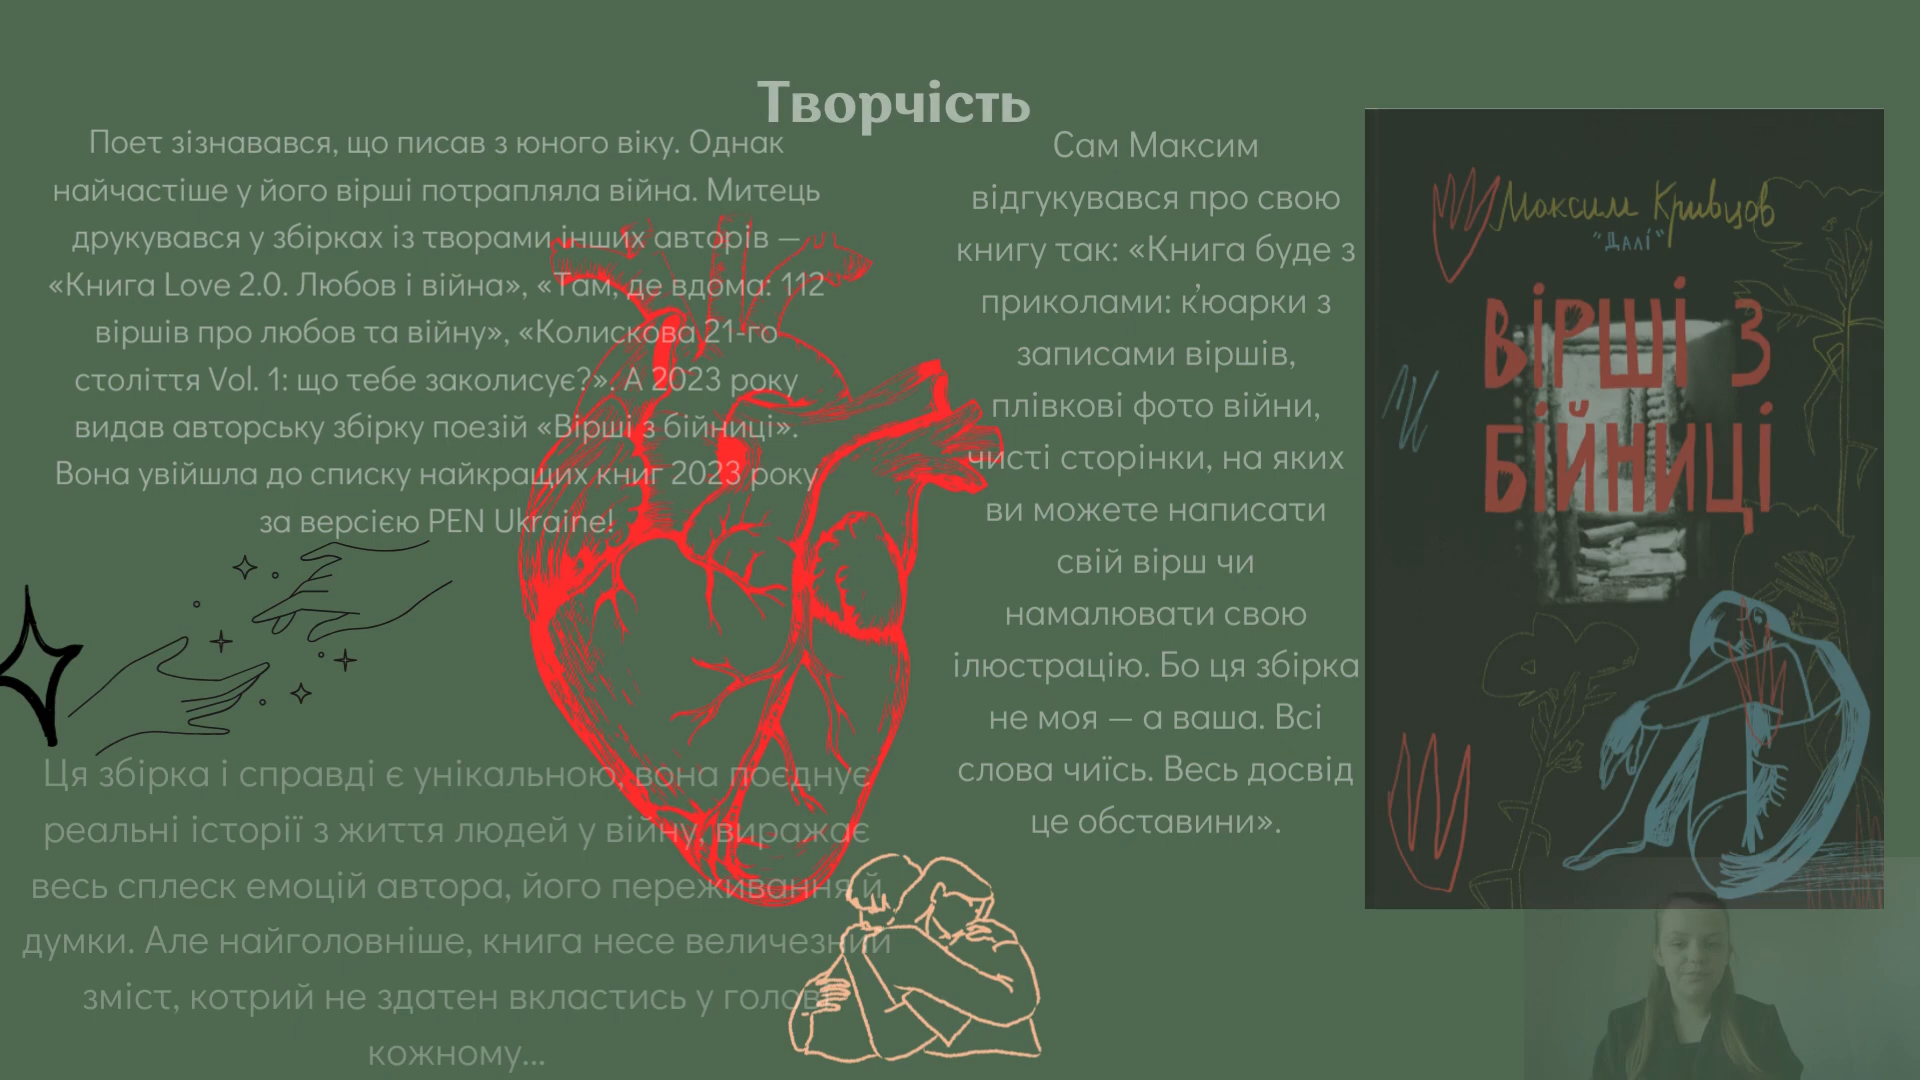 Творчість
Поет зізнавався, що писав з юного віку. Однак
найчастіше у його вірші потрапляла війна. Митець
друкувався у збірках із творами інших авторів –
«Книга Love 2.0. Любов і війна», «Там, де вдома: 112
віршів про любов та війну», «Колискова 21-го
століття Vol. 1: що тебе заколисує?». А 2023 року
видав авторську збірку поезій «Вірші з бійниці».
Вона увійшла до списку найкращих книг 2023 року
за версією PEN Ukraine!
Ця збірка і справді є унікальною, вона поєднує
реальні історії з життя людей у війну, виражає
весь сплеск емоцій автора, його переживання й
думки. Але найголовніше, книга несе величезний
зміст, котрий не здатен вкластись у голові
кожному...
Сам Максим
відгукувався про свою
книгу так: «Книга буде з
приколами: к’юарки з
записами віршів,
плівкові фото війни,
чисті сторінки, на яких
ви можете написати
свій вірш чи
намалювати свою
ілюстрацію. Бо ця збірка
не моя – а ваша. Всі
слова чиїсь. Весь досвід
це обставини».
Максим Кривцов
"Далі"
ВІРШІ З
БІЙНИЦІ